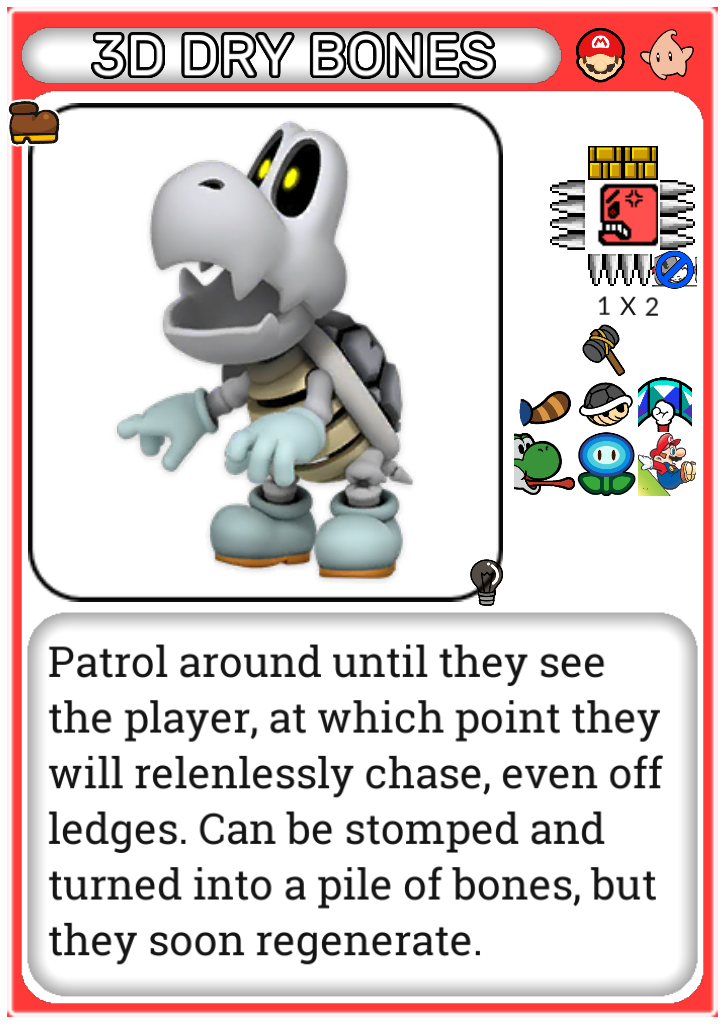 3D DRY BONES
1 X 2
Patrol around until they see
the player, at which point they
will relenlessly chase, even off
ledges. Can be stomped and
turned into a pile of bones, but
they soon regenerate.